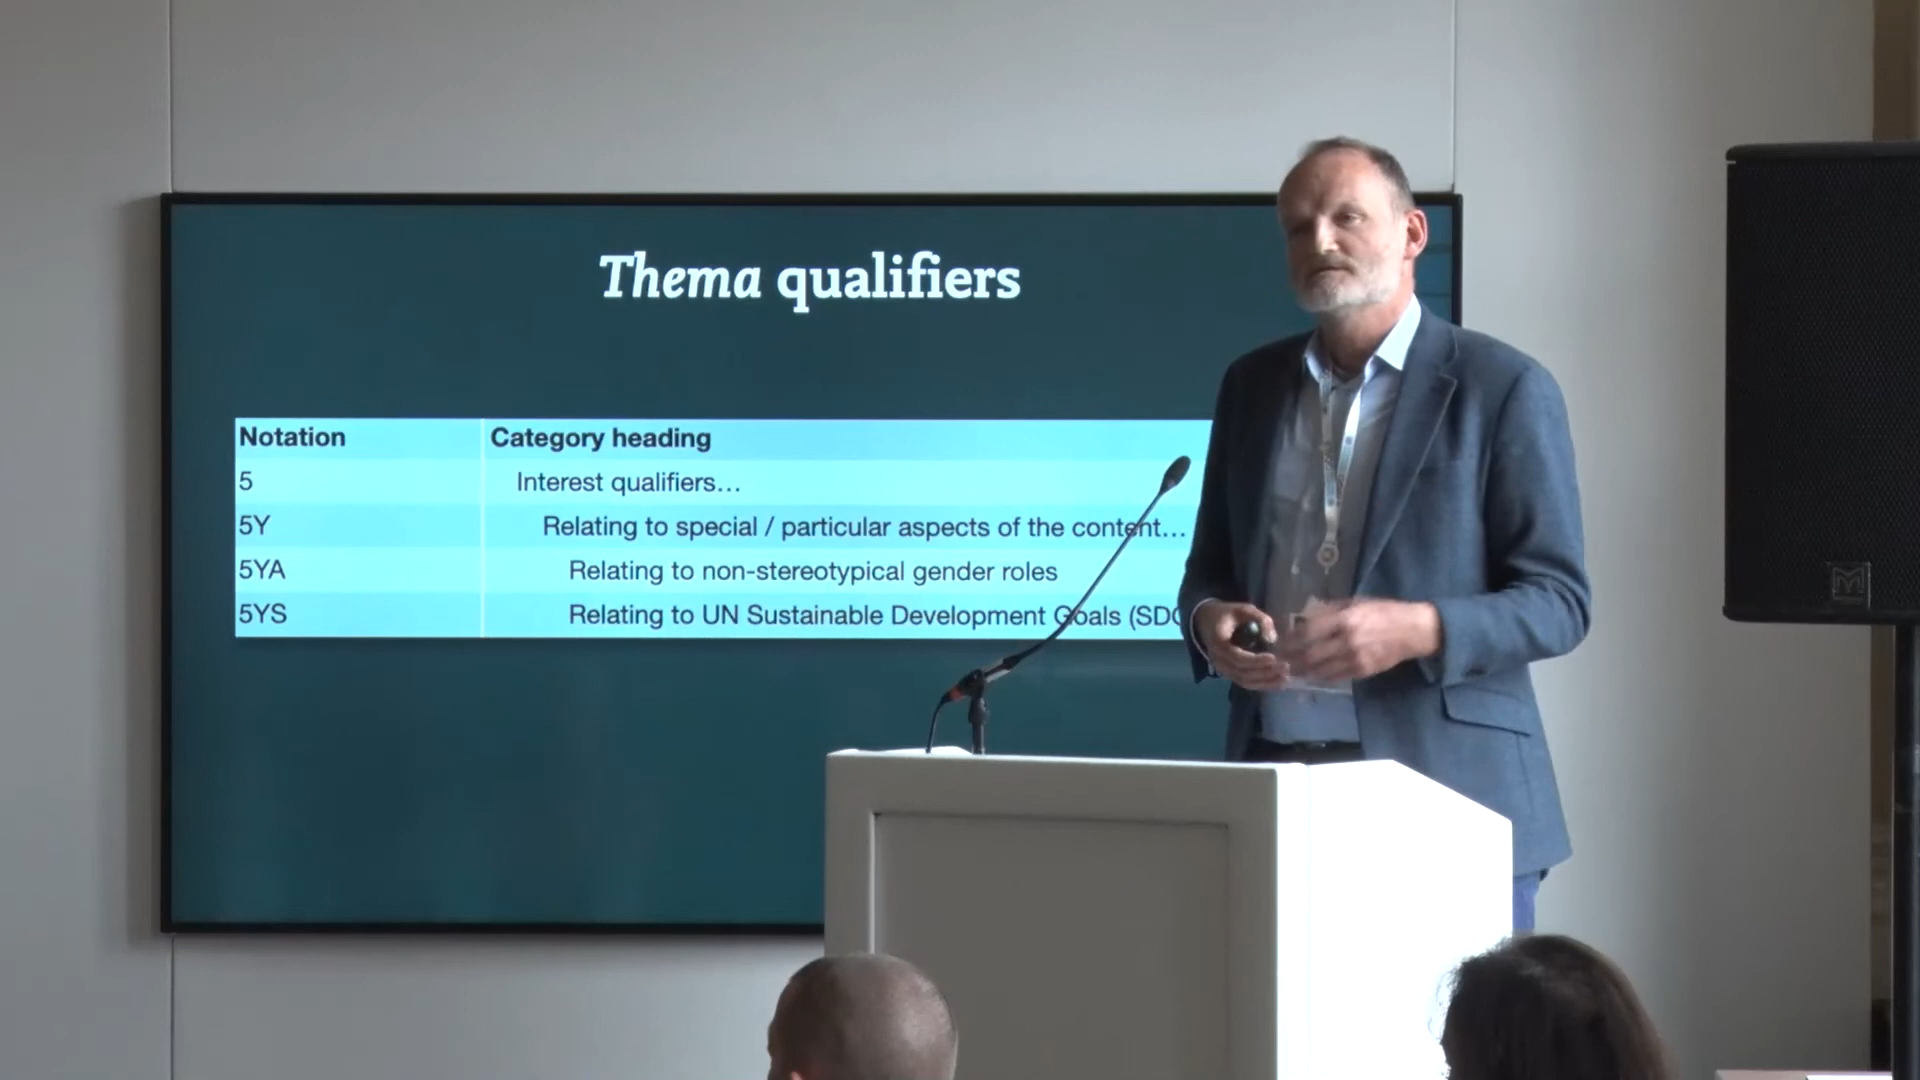 Thema qualifiers
Notation Category heading
5 Interest qualifiers…
5Y Relating to special / particular aspects of the content…
5YA Relating to non-stereotypical gender roles
5YS Relating to UN Sustainable Development Goals (SDG
M